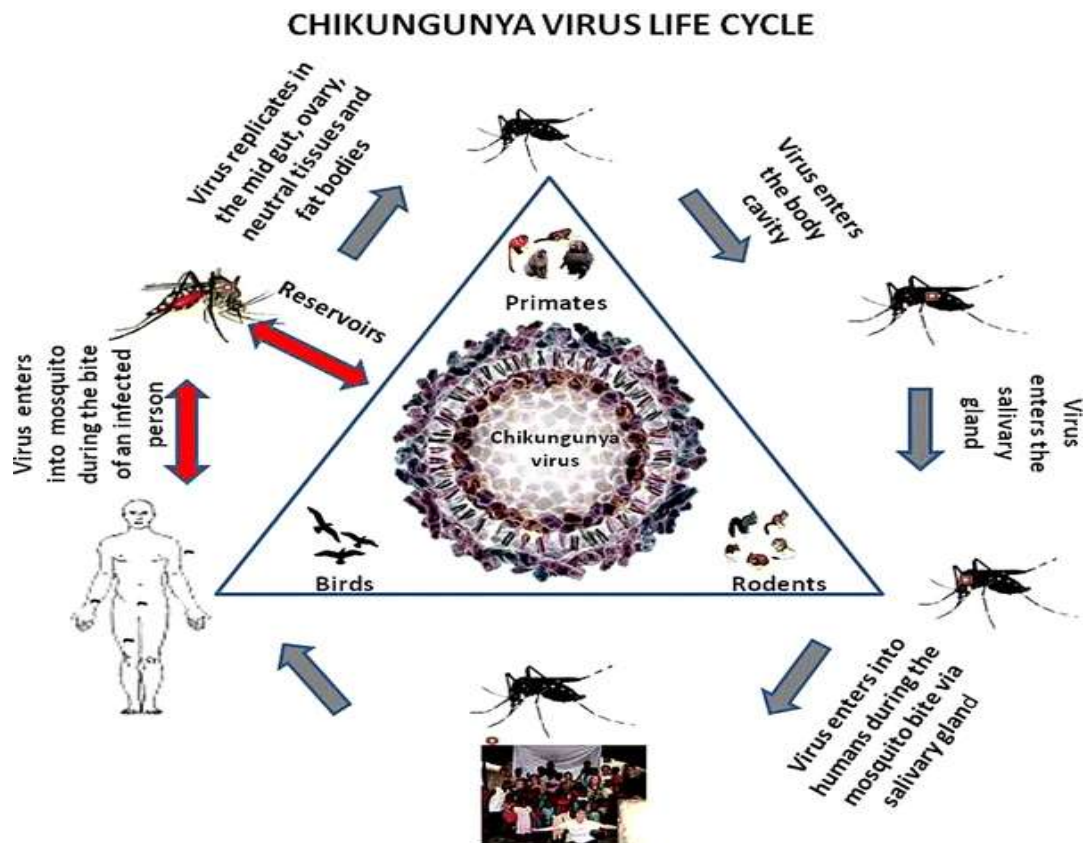 CHIKUNGUNYA VIRUS LIFE CYCLE
Virus replicates in
the mid gut, ovary,
neutral tissues and
fat bodies
Virus enters
the body
cavity
Reservoirs
Primates
Virus enters
into mosquito
during the bite
of an infected
person
Virus
enters the
salivary
gland
Chikungunya
virus
Birds
Rodents
Virus enters into
humans during the
mosquito bite via
salivary gland